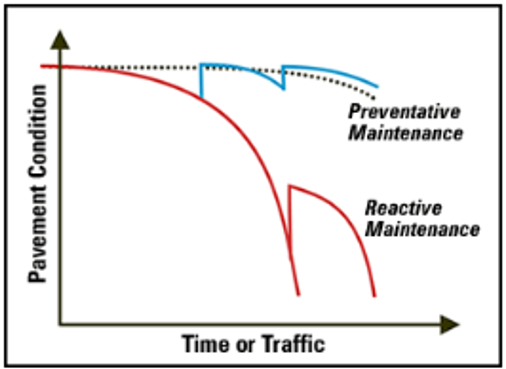 Pavement Condition
Preventative
Maintenance
Reactive
Maintenance
Time or Traffic